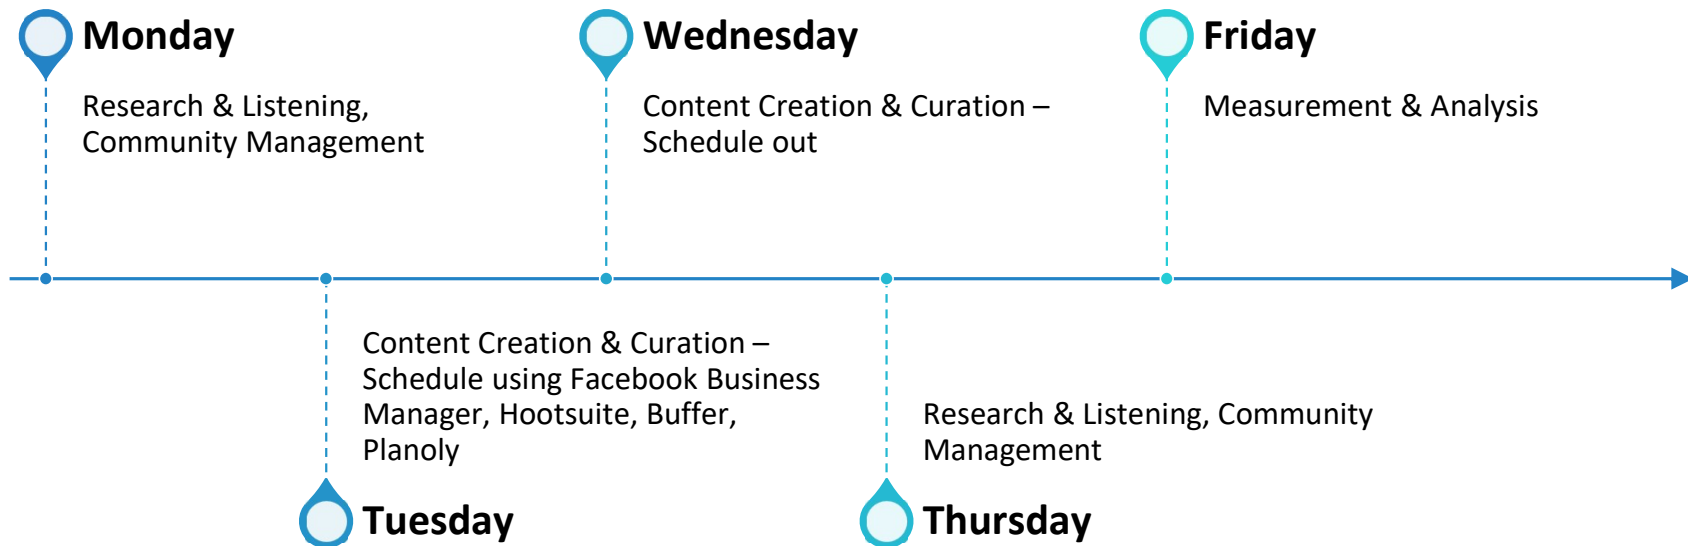 Monday
Research & Listening,
Community Management
Wednesday
Content Creation & Curation –
Schedule out
Friday
Measurement & Analysis
Content Creation & Curation –
Schedule using Facebook Business
Manager, Hootsuite, Buffer,
Planoly
Tuesday
Research & Listening, Community
Management
Thursday